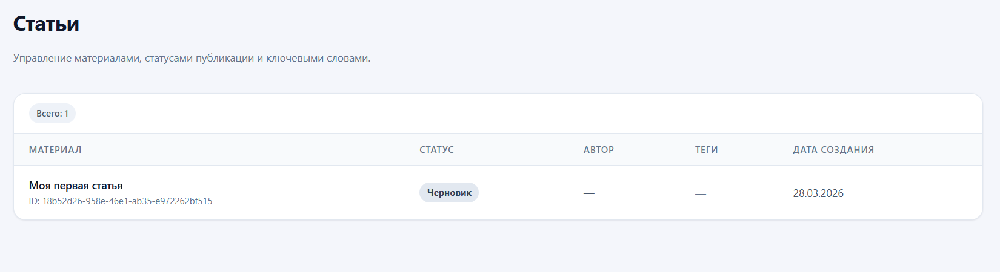 Статьи
Управление материалами, статусами публикации и ключевыми словами.
Всего: 1
МАТЕРИАЛ СТАТУС АВТОР ТЕГИ ДАТА СОЗДАНИЯ
Моя первая статья
ID: 18b52d26-958e-46e1-ab35-e972262bf515
Черновик — — 28.03.2026